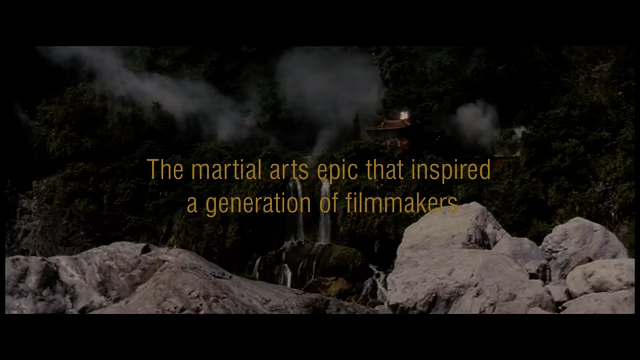 The martial arts epic that inspired
a generation of filmmakers